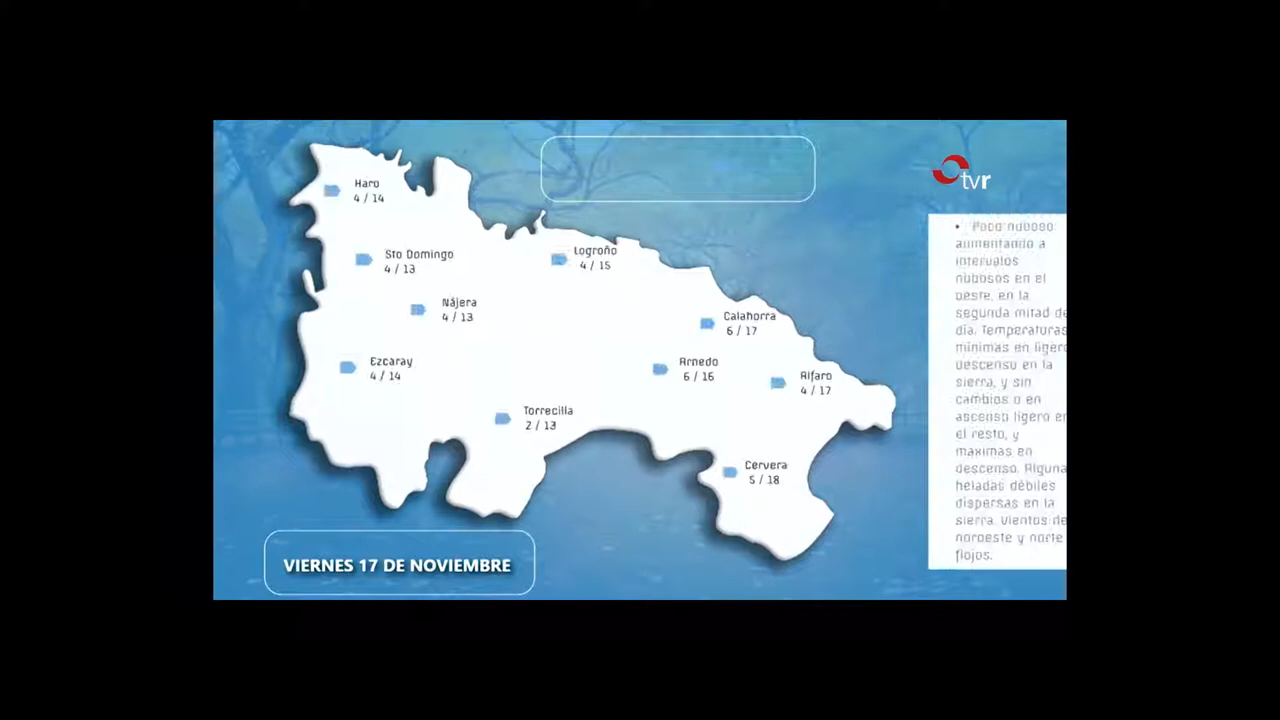 tvr
Haro
4 / 14
Sto Domingo
4 / 13
Logroño
4 / 15
Nájera
4 / 13
Calahorra
6 / 17
Ezcaray
4 / 14
Arnedo
6 / 16
Alfaro
4 / 17
Torrecilla
2 / 13
Cervera
5 / 18
VIERNES 17 DE NOVIEMBRE
• Poco nuboso
aumentando a
intervalos
nubosos en el
oeste, en la
segunda mitad de
día. Temperaturas
mínimas en ligero
descenso en la
sierra, y sin
cambios o en
ascenso ligero en
el resto, y
máximas en
descenso. Alguna
heladas débiles
dispersas en la
sierra. Vientos de
noroeste y norte
flojos.